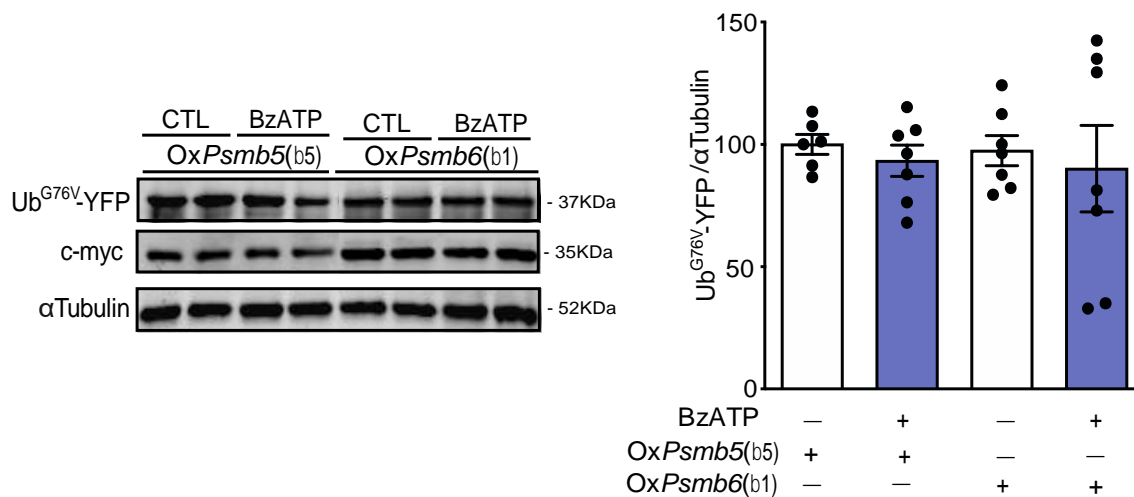 CTL BzATP CTL BzATP
OxPsmb5(b5) OxPsmb6(b1)
Ub^G76V-YFP - 37KDa
c-myc - 35KDa
αTubulin - 52KDa
Ub^G76V-YFP/αTubulin
150
100
50
0
BzATP — + — +
OxPsmb5(b5) + + — —
OxPsmb6(b1) — — + +